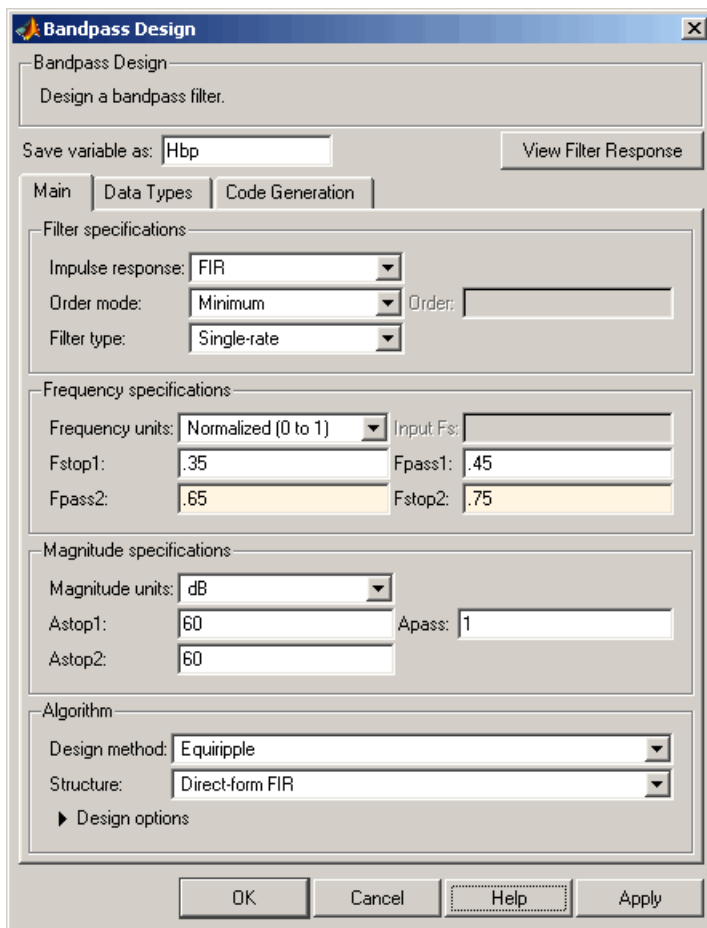 Bandpass Design
Bandpass Design
Design a bandpass filter.
Save variable as: Hbp View Filter Response
Main Data Types Code Generation
Filter specifications
Impulse response: FIR
Order mode: Minimum Order:
Filter type: Single-rate
Frequency specifications
Frequency units: Normalized (0 to 1) Input Fs:
Fstop1: .35 Fpass1: .45
Fpass2: .65 Fstop2: .75
Magnitude specifications
Magnitude units: dB
Astop1: 60 Apass: 1
Astop2: 60
Algorithm
Design method: Equiripple
Structure: Direct-form FIR
Design options
OK Cancel Help Apply